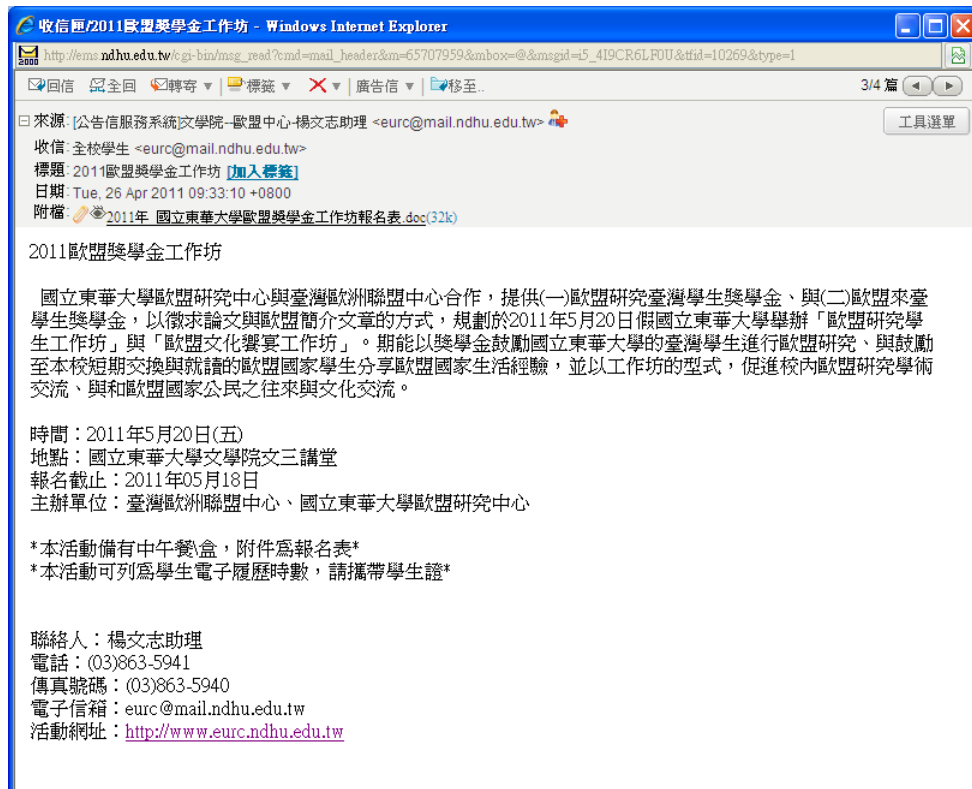 收信匣/2011歐盟獎學金工作坊 - Windows Internet Explorer
http://ems.ndhu.edu.tw/cgi-bin/msg_read?cmd=mail_header&m=65707959&mbox=@&msgid=i5_4I9CR6LF0U&tfid=10269&type=1
回信 全回 轉寄 ▼ | 標籤 ▼ ▼ | 廣告信 ▼ | 移至.. 3/4 篇
來源: [公告信服務系統]文學院--歐盟中心-楊文志助理 <eurc@mail.ndhu.edu.tw> 工具選單
收信: 全校學生 <eurc@mail.ndhu.edu.tw>
標題: 2011歐盟獎學金工作坊 [加入標籤]
日期: Tue, 26 Apr 2011 09:33:10 +0800
附檔: 2011年 國立東華大學歐盟獎學金工作坊報名表.doc(32k)
2011歐盟獎學金工作坊
國立東華大學歐盟研究中心與臺灣歐洲聯盟中心合作，提供(一)歐盟研究臺灣學生獎學金、與(二)歐盟來臺
學生獎學金，以徵求論文與歐盟簡介文章的方式，規劃於2011年5月20日假國立東華大學舉辦「歐盟研究學
生工作坊」與「歐盟文化饗宴工作坊」。期能以獎學金鼓勵國立東華大學的臺灣學生進行歐盟研究、與鼓勵
至本校短期交換與就讀的歐盟國家學生分享歐盟國家生活經驗，並以工作坊的型式，促進校內歐盟研究學術
交流、與和歐盟國家公民之往來與文化交流。
時間：2011年5月20日(五)
地點：國立東華大學文學院文三講堂
報名截止：2011年05月18日
主辦單位：臺灣歐洲聯盟中心、國立東華大學歐盟研究中心
*本活動備有中午餐\盒，附件為報名表*
*本活動可列為學生電子履歷時數，請攜帶學生證*
聯絡人：楊文志助理
電話：(03)863-5941
傳真號碼：(03)863-5940
電子信箱：eurc@mail.ndhu.edu.tw
活動網址：http://www.eurc.ndhu.edu.tw